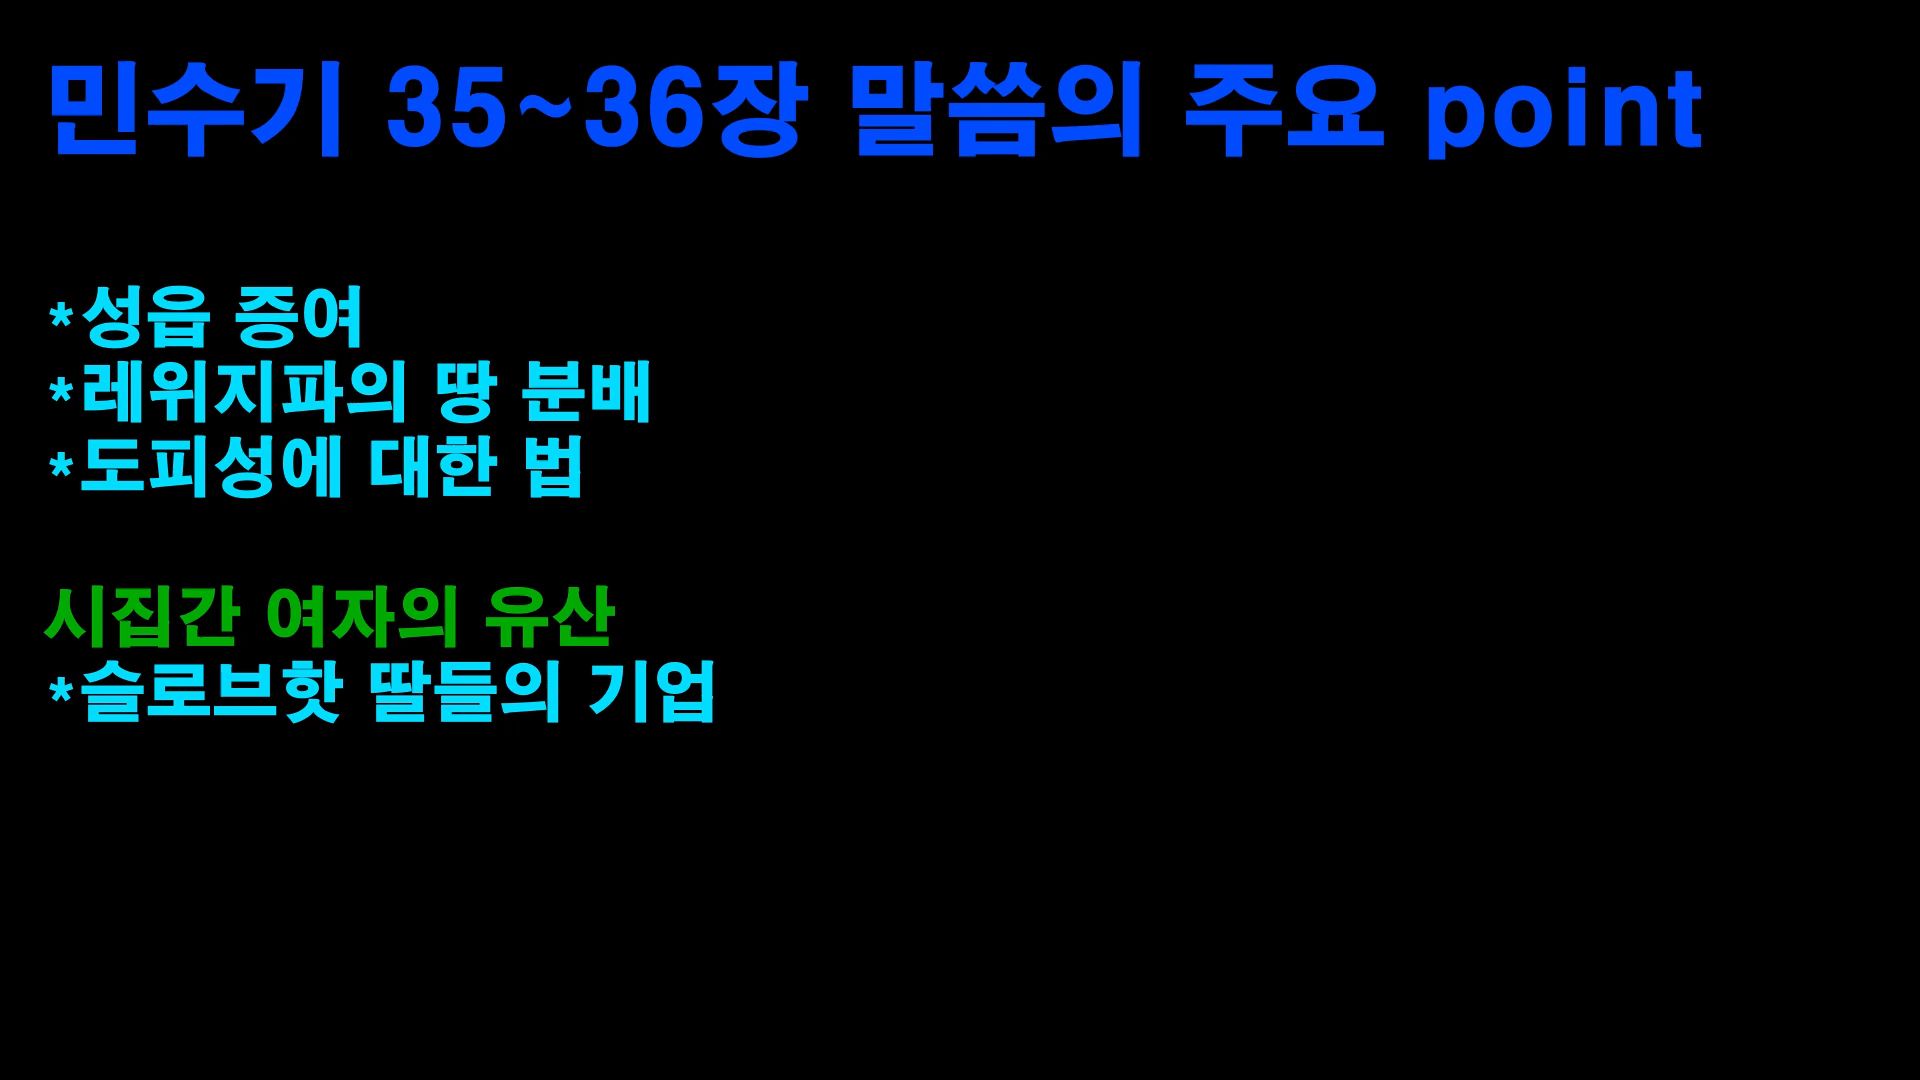 민수기 35~36장 말씀의 주요 point
*성읍 증여
*레위지파의 땅 분배
*도피성에 대한 법
시집간 여자의 유산
*슬로브핫 딸들의 기업